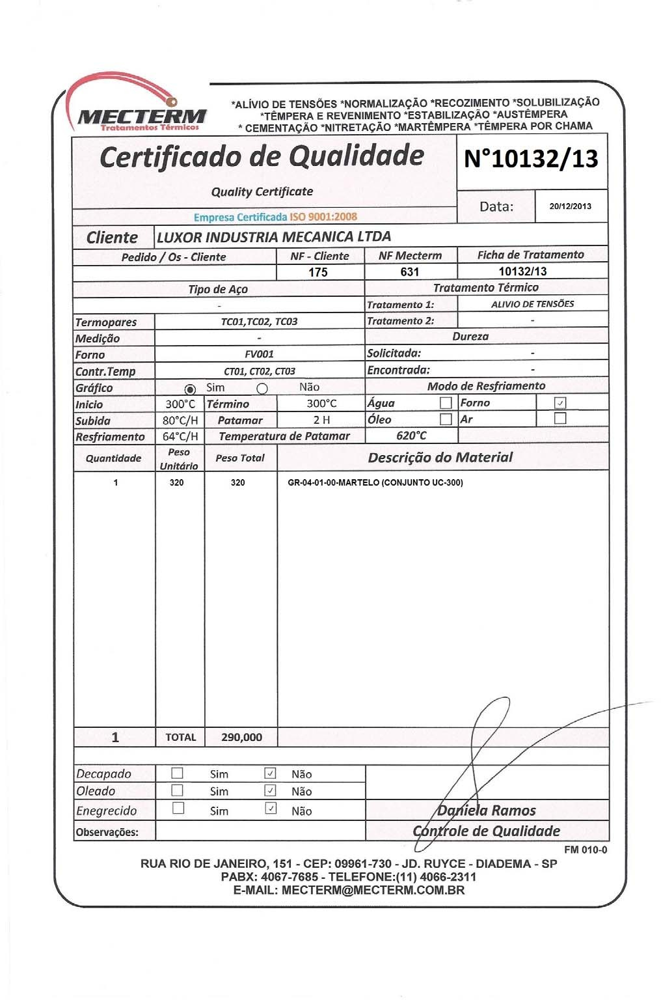 MECTERM
Tratamentos Térmicos
*ALÍVIO DE TENSÕES *NORMALIZAÇÃO *RECOZIMENTO *SOLUBILIZAÇÃO
*TÊMPERA E REVENIMENTO *ESTABILIZAÇÃO *AUSTÊMPERA
* CEMENTAÇÃO *NITRETAÇÃO *MARTÊMPERA *TÊMPERA POR CHAMA
Certificado de Qualidade
N°10132/13
Quality Certificate
Data: 20/12/2013
Empresa Certificada ISO 9001:2008
Cliente LUXOR INDUSTRIA MECANICA LTDA
Pedido / Os - Cliente NF - Cliente NF Mecterm Ficha de Tratamento
175 631 10132/13
Tipo de Aço Tratamento Térmico
- Tratamento 1: ALIVIO DE TENSÕES
Termopares TC01,TC02, TC03 Tratamento 2: -
Medição - Dureza
Forno FV001 Solicitada: -
Contr.Temp CT01, CT02, CT03 Encontrada: -
Gráfico Sim Não Modo de Resfriamento
Inicio 300°C Término 300°C Água Forno
Subida 80°C/H Patamar 2 H Óleo Ar
Resfriamento 64°C/H Temperatura de Patamar 620°C
Quantidade Peso Unitário Peso Total Descrição do Material
1 320 320 GR-04-01-00-MARTELO (CONJUNTO UC-300)
1 TOTAL 290,000
Decapado Sim Não
Oleado Sim Não
Enegrecido Sim Não
Daniela Ramos
Observações: Controle de Qualidade
FM 010-0
RUA RIO DE JANEIRO, 151 - CEP: 09961-730 - JD. RUYCE - DIADEMA - SP
PABX: 4067-7685 - TELEFONE:(11) 4066-2311
E-MAIL: MECTERM@MECTERM.COM.BR